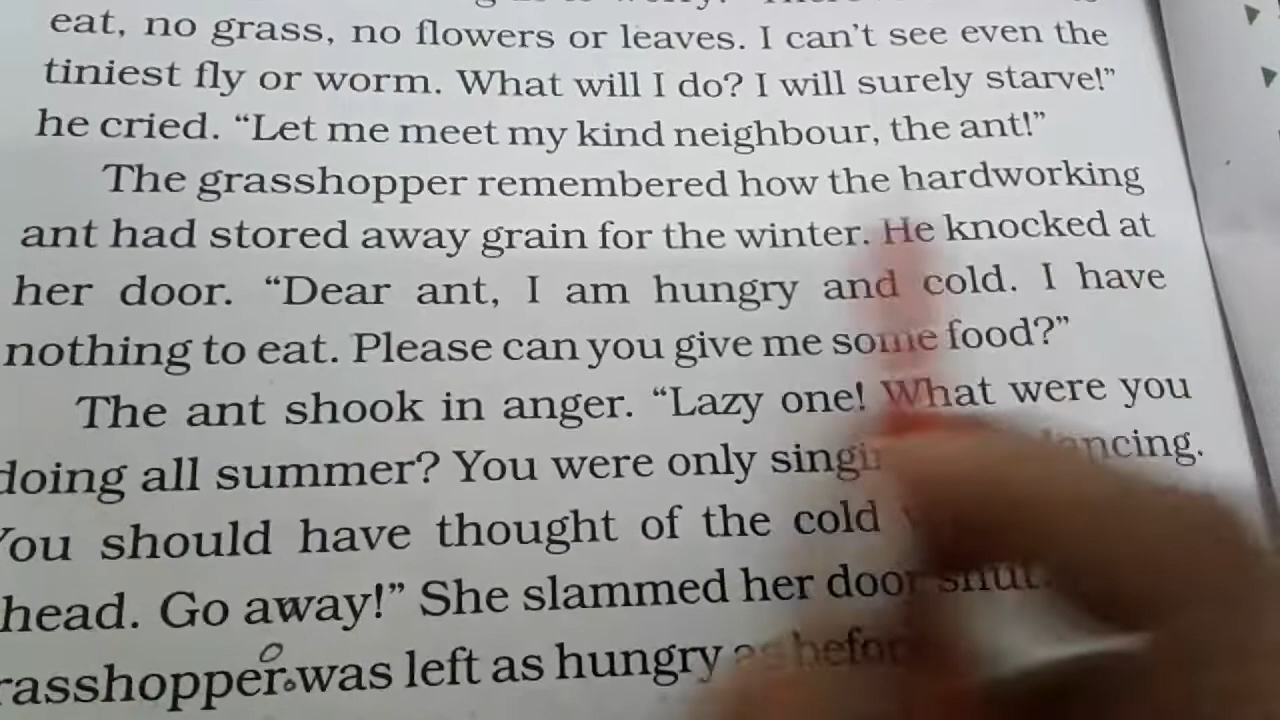 eat, no grass, no flowers or leaves. I can't see even the
tiniest fly or worm. What will I do? I will surely starve!”
he cried. “Let me meet my kind neighbour, the ant!”
The grasshopper remembered how the hardworking
ant had stored away grain for the winter. He knocked at
her door. “Dear ant, I am hungry and cold. I have
nothing to eat. Please can you give me some food?”
The ant shook in anger. “Lazy one! What were you
doing all summer? You were only
You should have thought of the cold
head. Go away!” She slammed her door shut.
rasshopper was left as hungry as